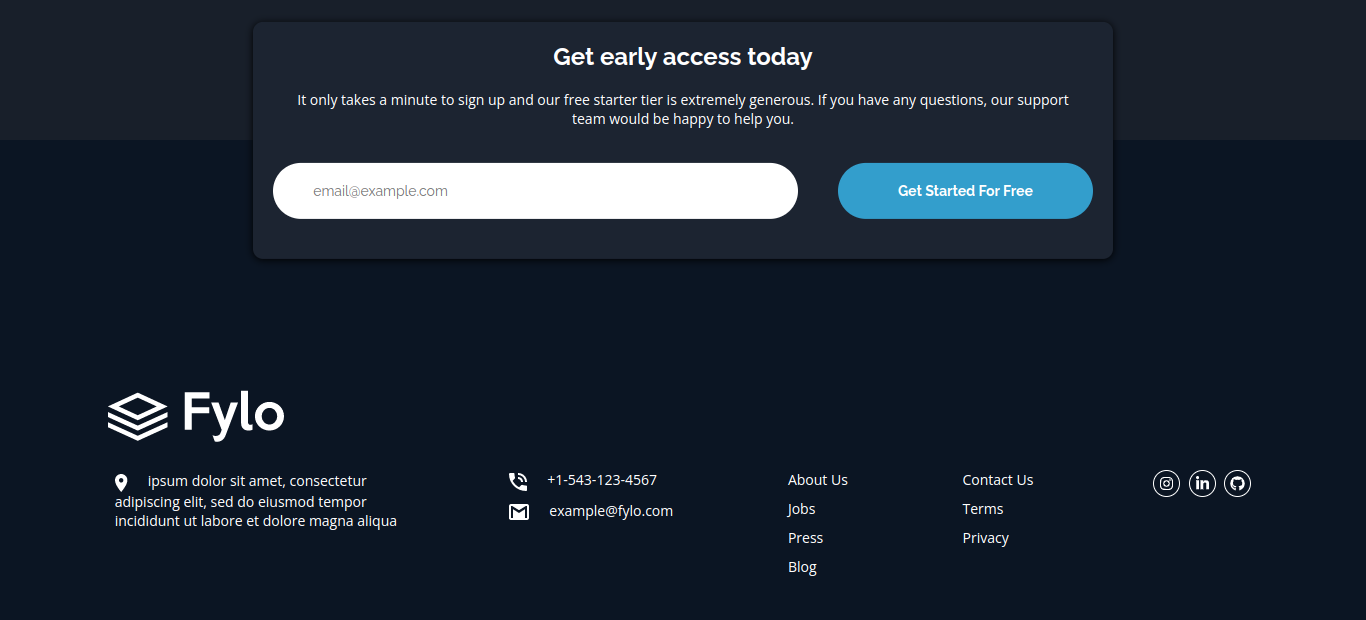 Get early access today
It only takes a minute to sign up and our free starter tier is extremely generous. If you have any questions, our support
team would be happy to help you.
email@example.com
Get Started For Free
Fylo
ipsum dolor sit amet, consectetur
adipiscing elit, sed do eiusmod tempor
incididunt ut labore et dolore magna aliqua
+1-543-123-4567
example@fylo.com
About Us
Jobs
Press
Blog
Contact Us
Terms
Privacy
in